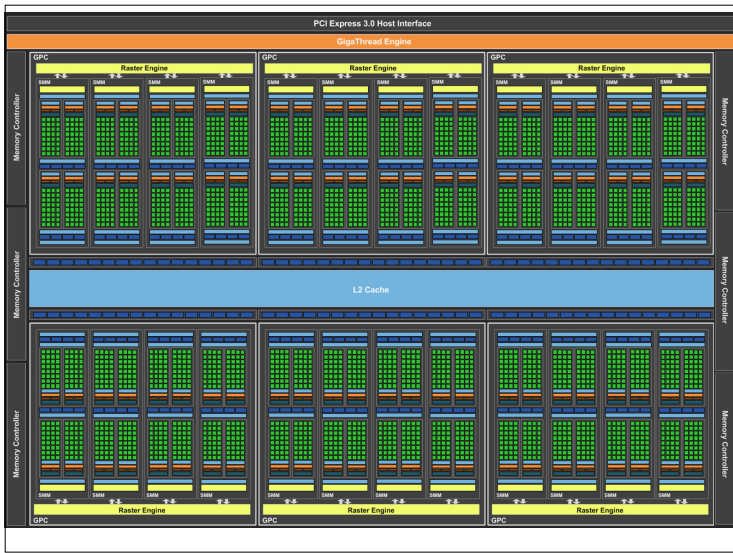 PCI Express 3.0 Host Interface
GigaThread Engine
GPC
GPC
GPC
Raster Engine
Raster Engine
Raster Engine
SMM
SMM
SMM
SMM
SMM
SMM
SMM
SMM
SMM
SMM
SMM
SMM
Memory Controller
Memory Controller
Memory Controller
Memory Controller
L2 Cache
Memory Controller
Memory Controller
SMM
SMM
SMM
SMM
SMM
SMM
SMM
SMM
SMM
SMM
SMM
SMM
Raster Engine
Raster Engine
Raster Engine
GPC
GPC
GPC